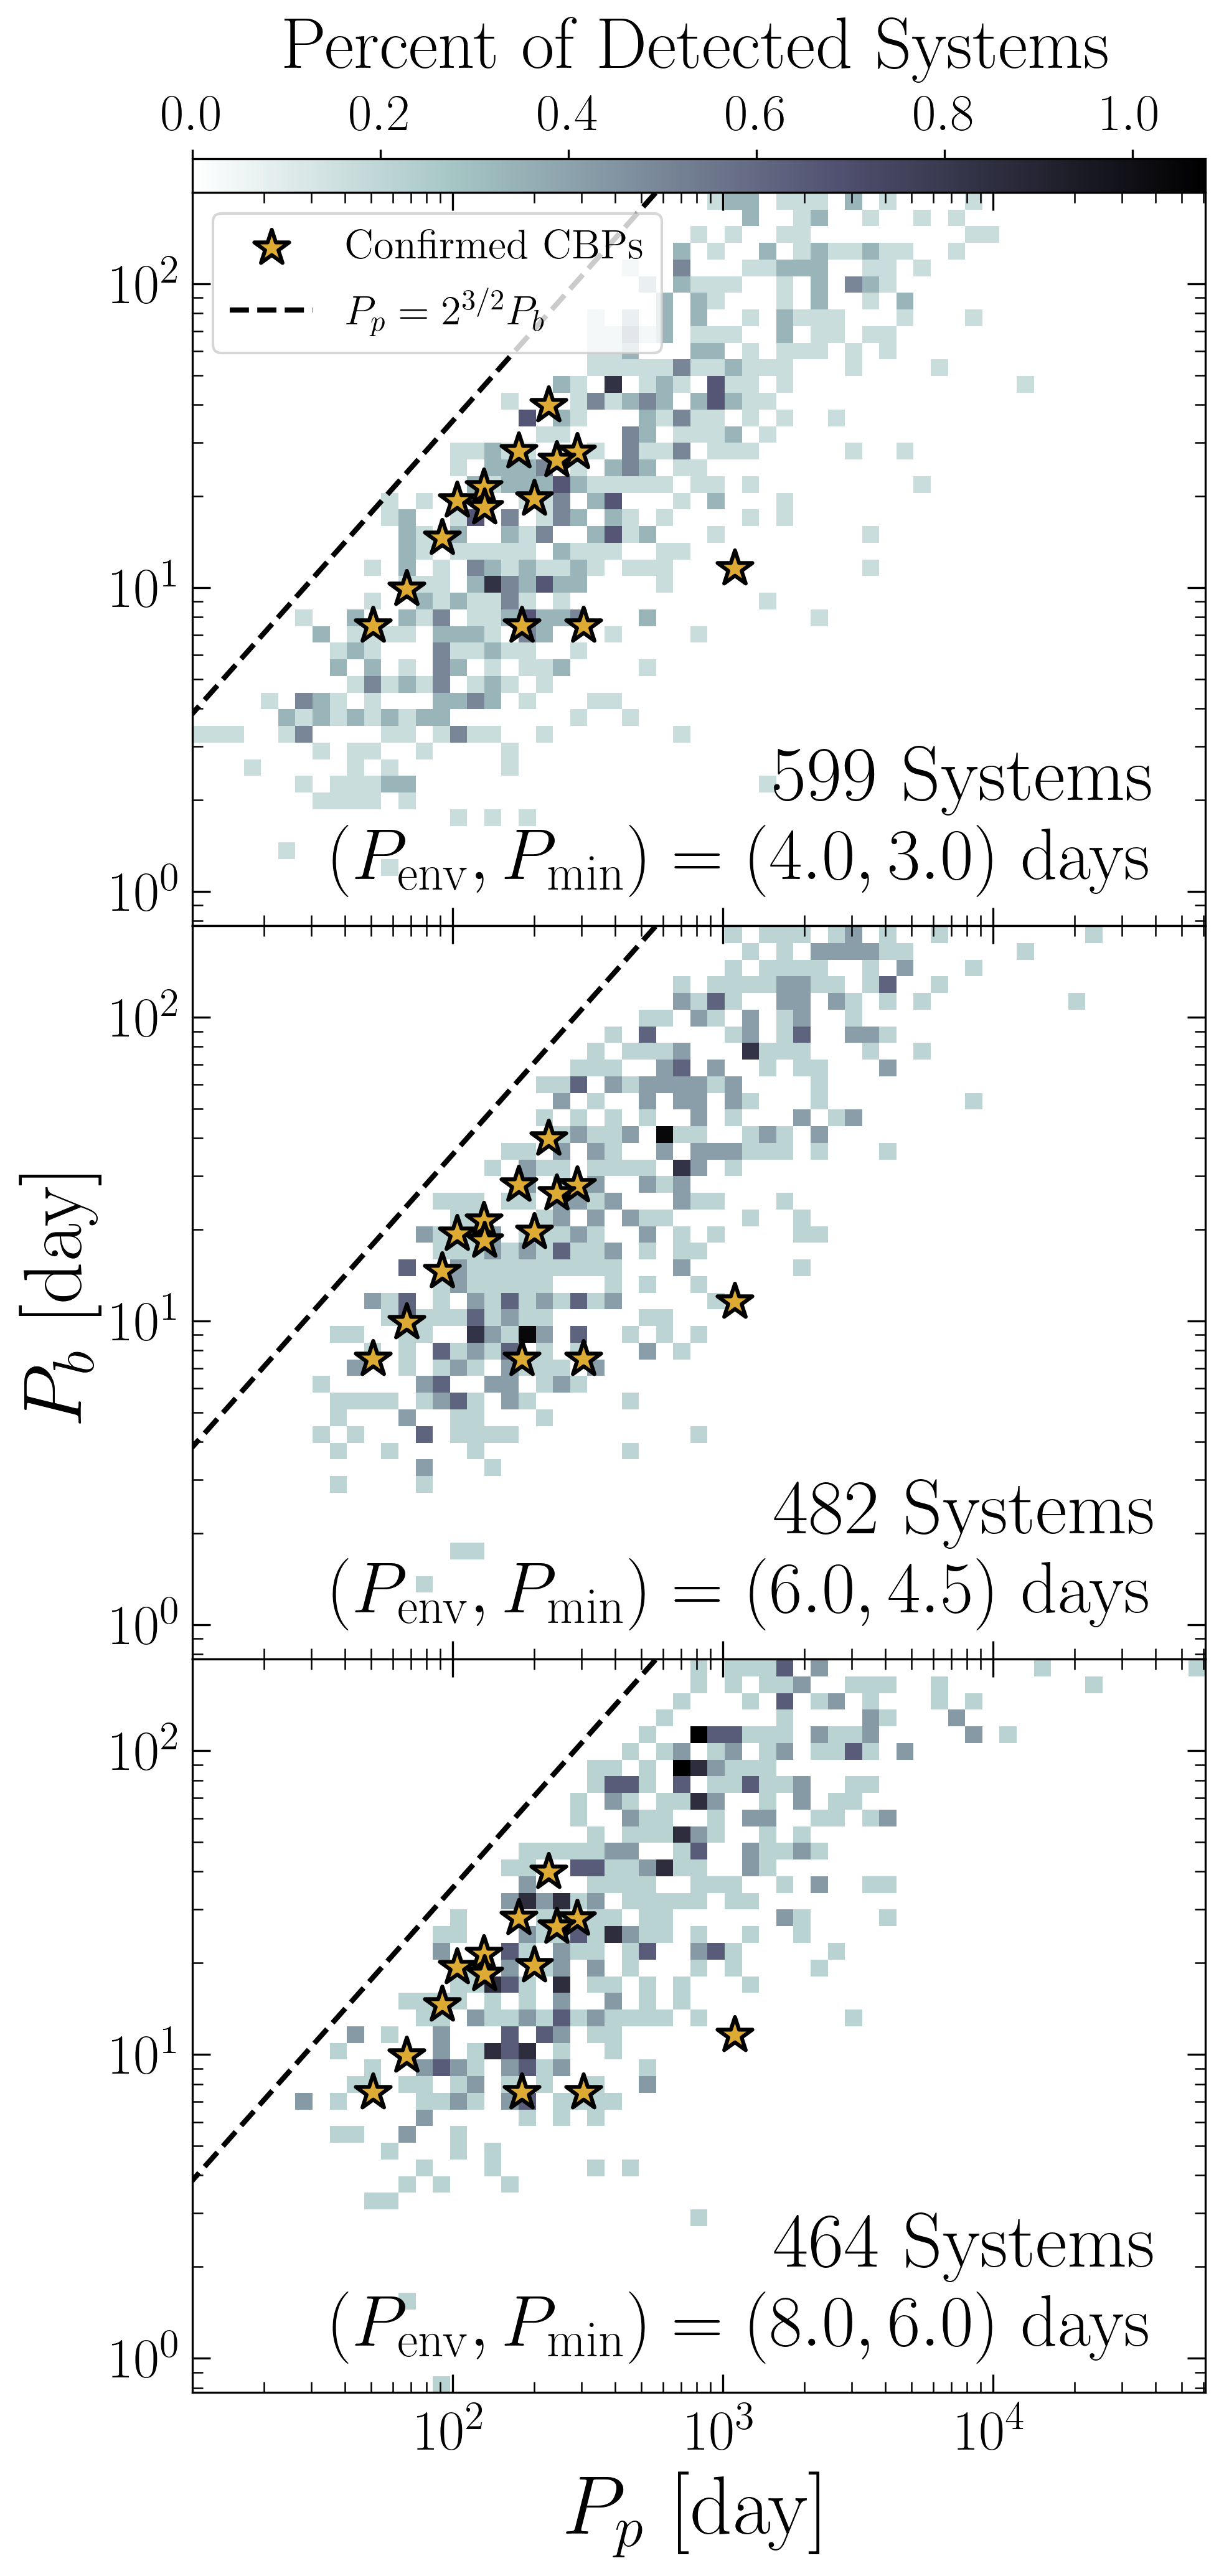 Percent of Detected Systems
0.0 0.2 0.4 0.6 0.8 1.0
Confirmed CBPs
P_p = 2^{3/2}P_b
10^2
10^1
10^0
599 Systems
(P_env, P_min) = (4.0, 3.0) days
10^2
10^1
10^0
482 Systems
(P_env, P_min) = (6.0, 4.5) days
P_b [day]
10^2
10^1
10^0
464 Systems
(P_env, P_min) = (8.0, 6.0) days
10^2 10^3 10^4
P_p [day]